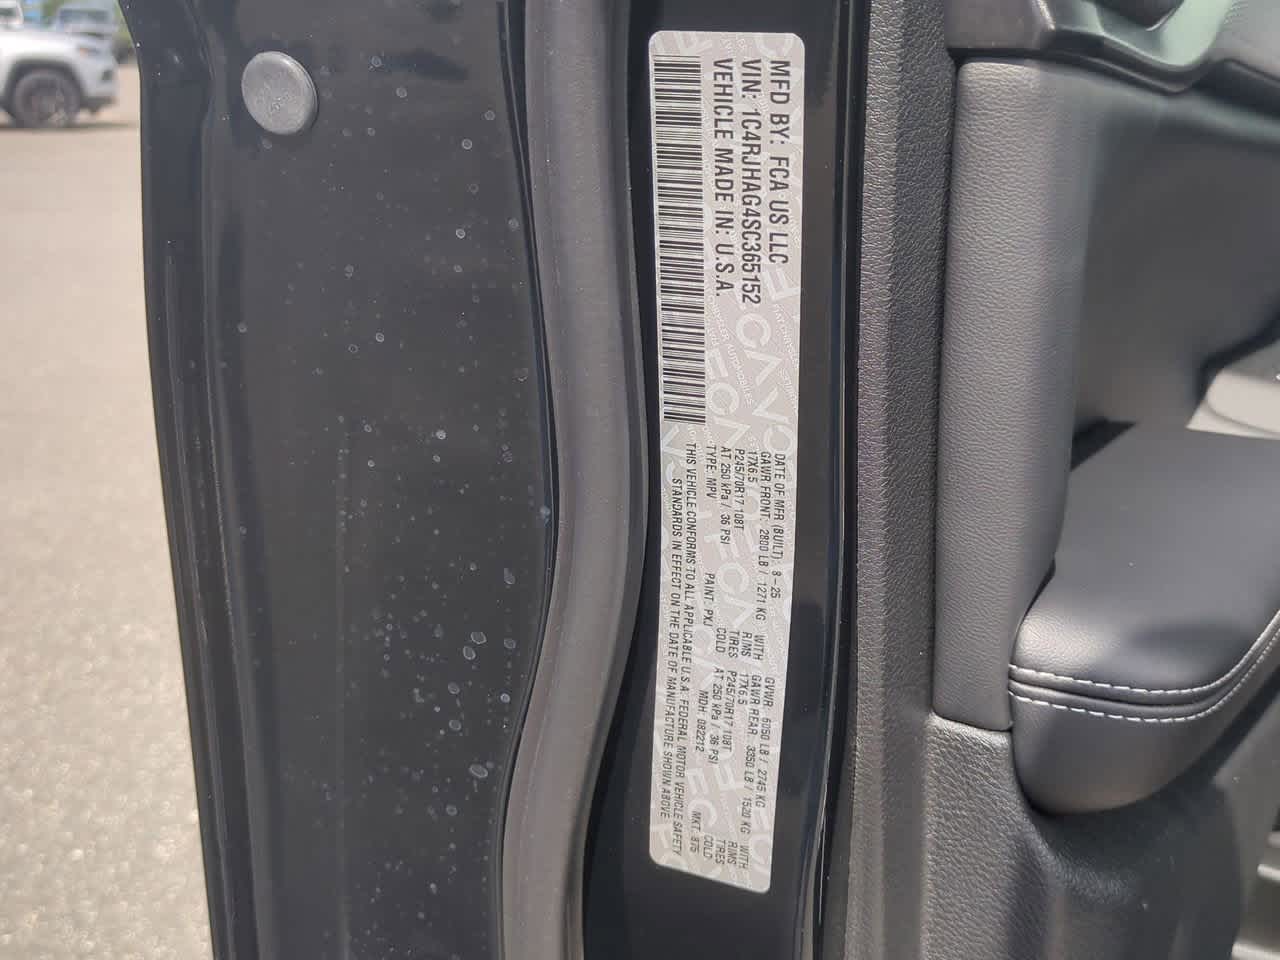 MFD BY: FCA US LLC
VIN: 1C4RJHAG4SC365152
VEHICLE MADE IN: U.S.A.
DATE OF MFR (BUILT): 8-25
GVWR: 6050 LB / 2745 KG
GAWR FRONT: 2800 LB / 1271 KG WITH
GAWR REAR: 3350 LB / 1520 KG WITH
17X6.5 RIMS
17X6.5 RIMS
P245/70R17 108T TIRES
P245/70R17 108T TIRES
AT 250 kPa / 36 PSI COLD
AT 250 kPa / 36 PSI COLD
TYPE: MPV PAINT: PXJ MDH: 082212 MKT: 875
THIS VEHICLE CONFORMS TO ALL APPLICABLE U.S.A. FEDERAL MOTOR VEHICLE SAFETY
STANDARDS IN EFFECT ON THE DATE OF MANUFACTURE SHOWN ABOVE.